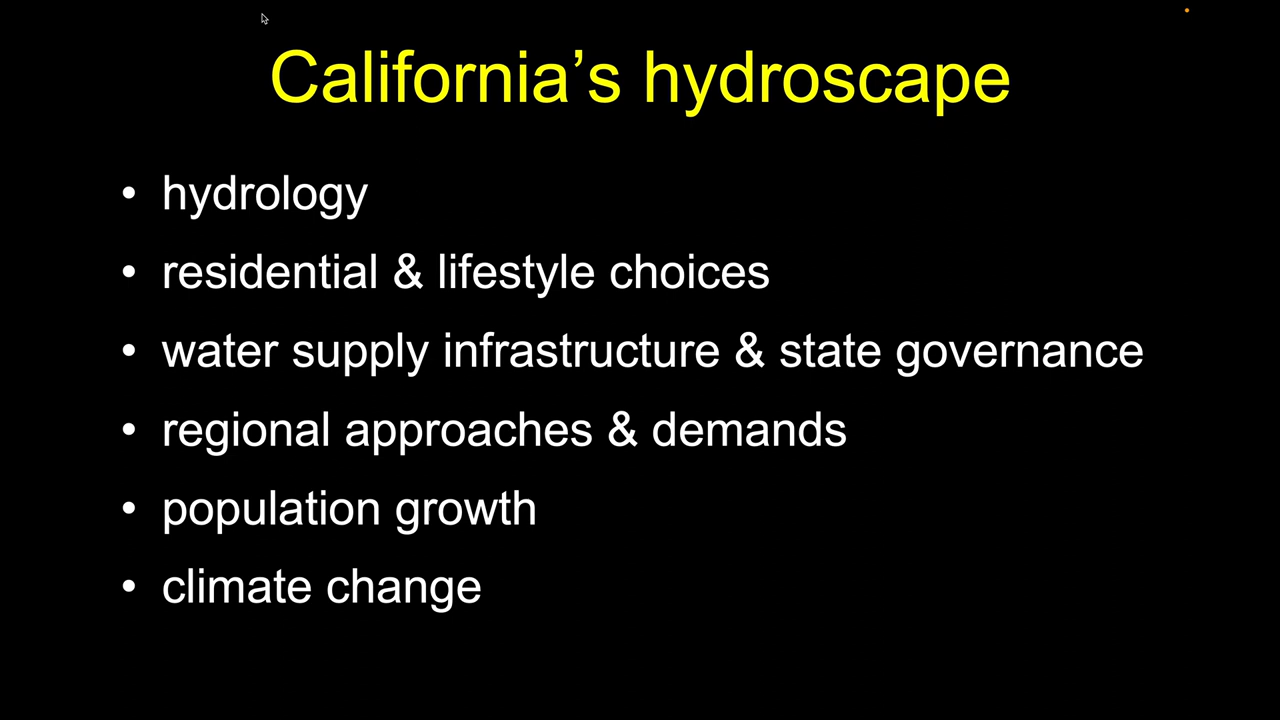 California’s hydroscape
• hydrology
• residential & lifestyle choices
• water supply infrastructure & state governance
• regional approaches & demands
• population growth
• climate change